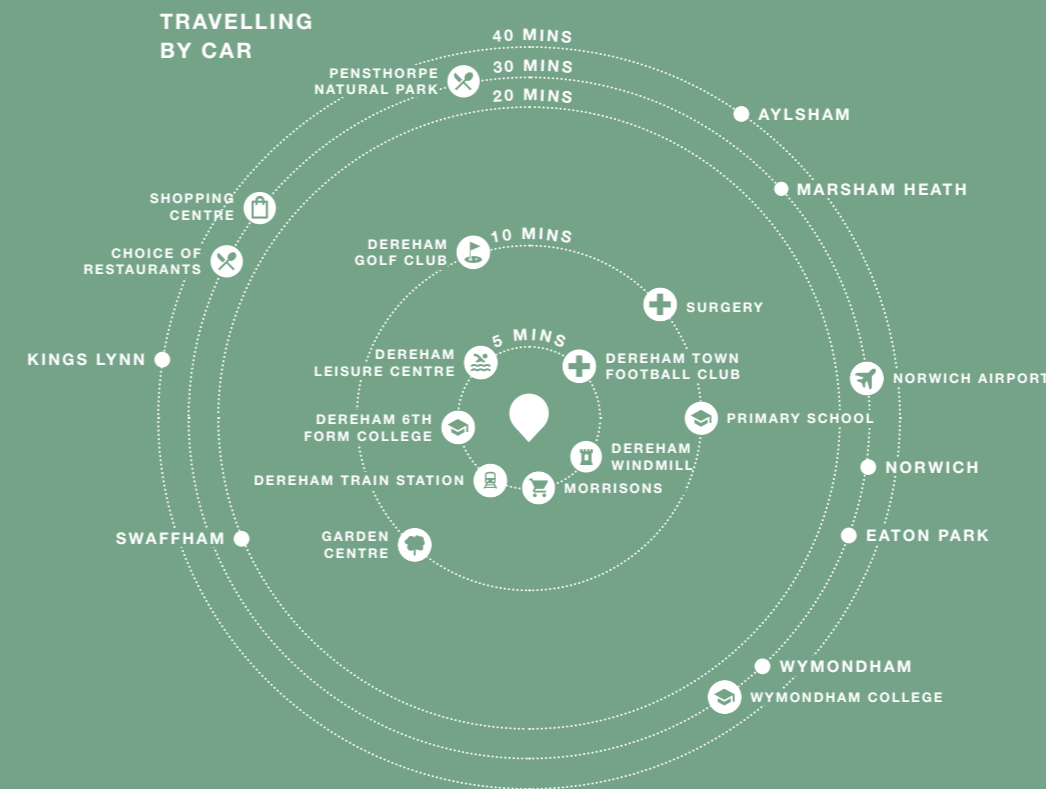 TRAVELLING
BY CAR
40 MINS
30 MINS
20 MINS
PENSTHORPE
NATURAL PARK
AYLSHAM
MARSHAM HEATH
SHOPPING
CENTRE
CHOICE OF
RESTAURANTS
10 MINS
DEREHAM
GOLF CLUB
SURGERY
5 MINS
DEREHAM
LEISURE CENTRE
DEREHAM TOWN
FOOTBALL CLUB
KINGS LYNN
NORWICH AIRPORT
DEREHAM 6TH
FORM COLLEGE
PRIMARY SCHOOL
DEREHAM
WINDMILL
NORWICH
DEREHAM TRAIN STATION
MORRISONS
SWAFFHAM
GARDEN
CENTRE
EATON PARK
WYMONDHAM
WYMONDHAM COLLEGE